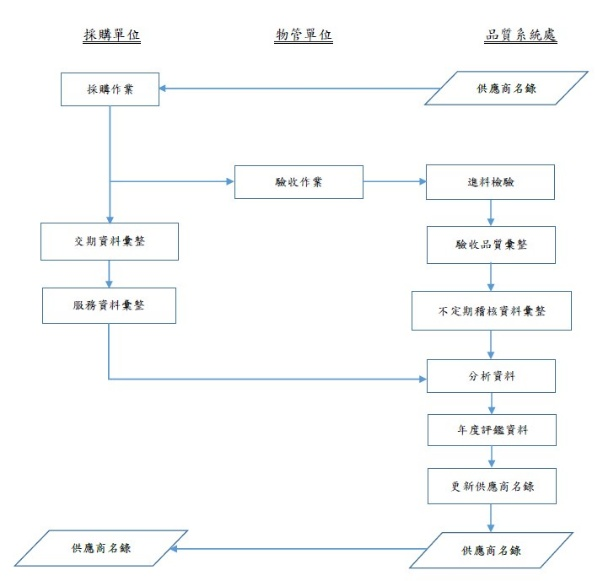 採購單位 物管單位 品質系統處
採購作業 供應商名錄
驗收作業 進料檢驗
交期資料彙整 驗收品質彙整
服務資料彙整 不定期稽核資料彙整
分析資料
年度評鑑資料
更新供應商名錄
供應商名錄 供應商名錄